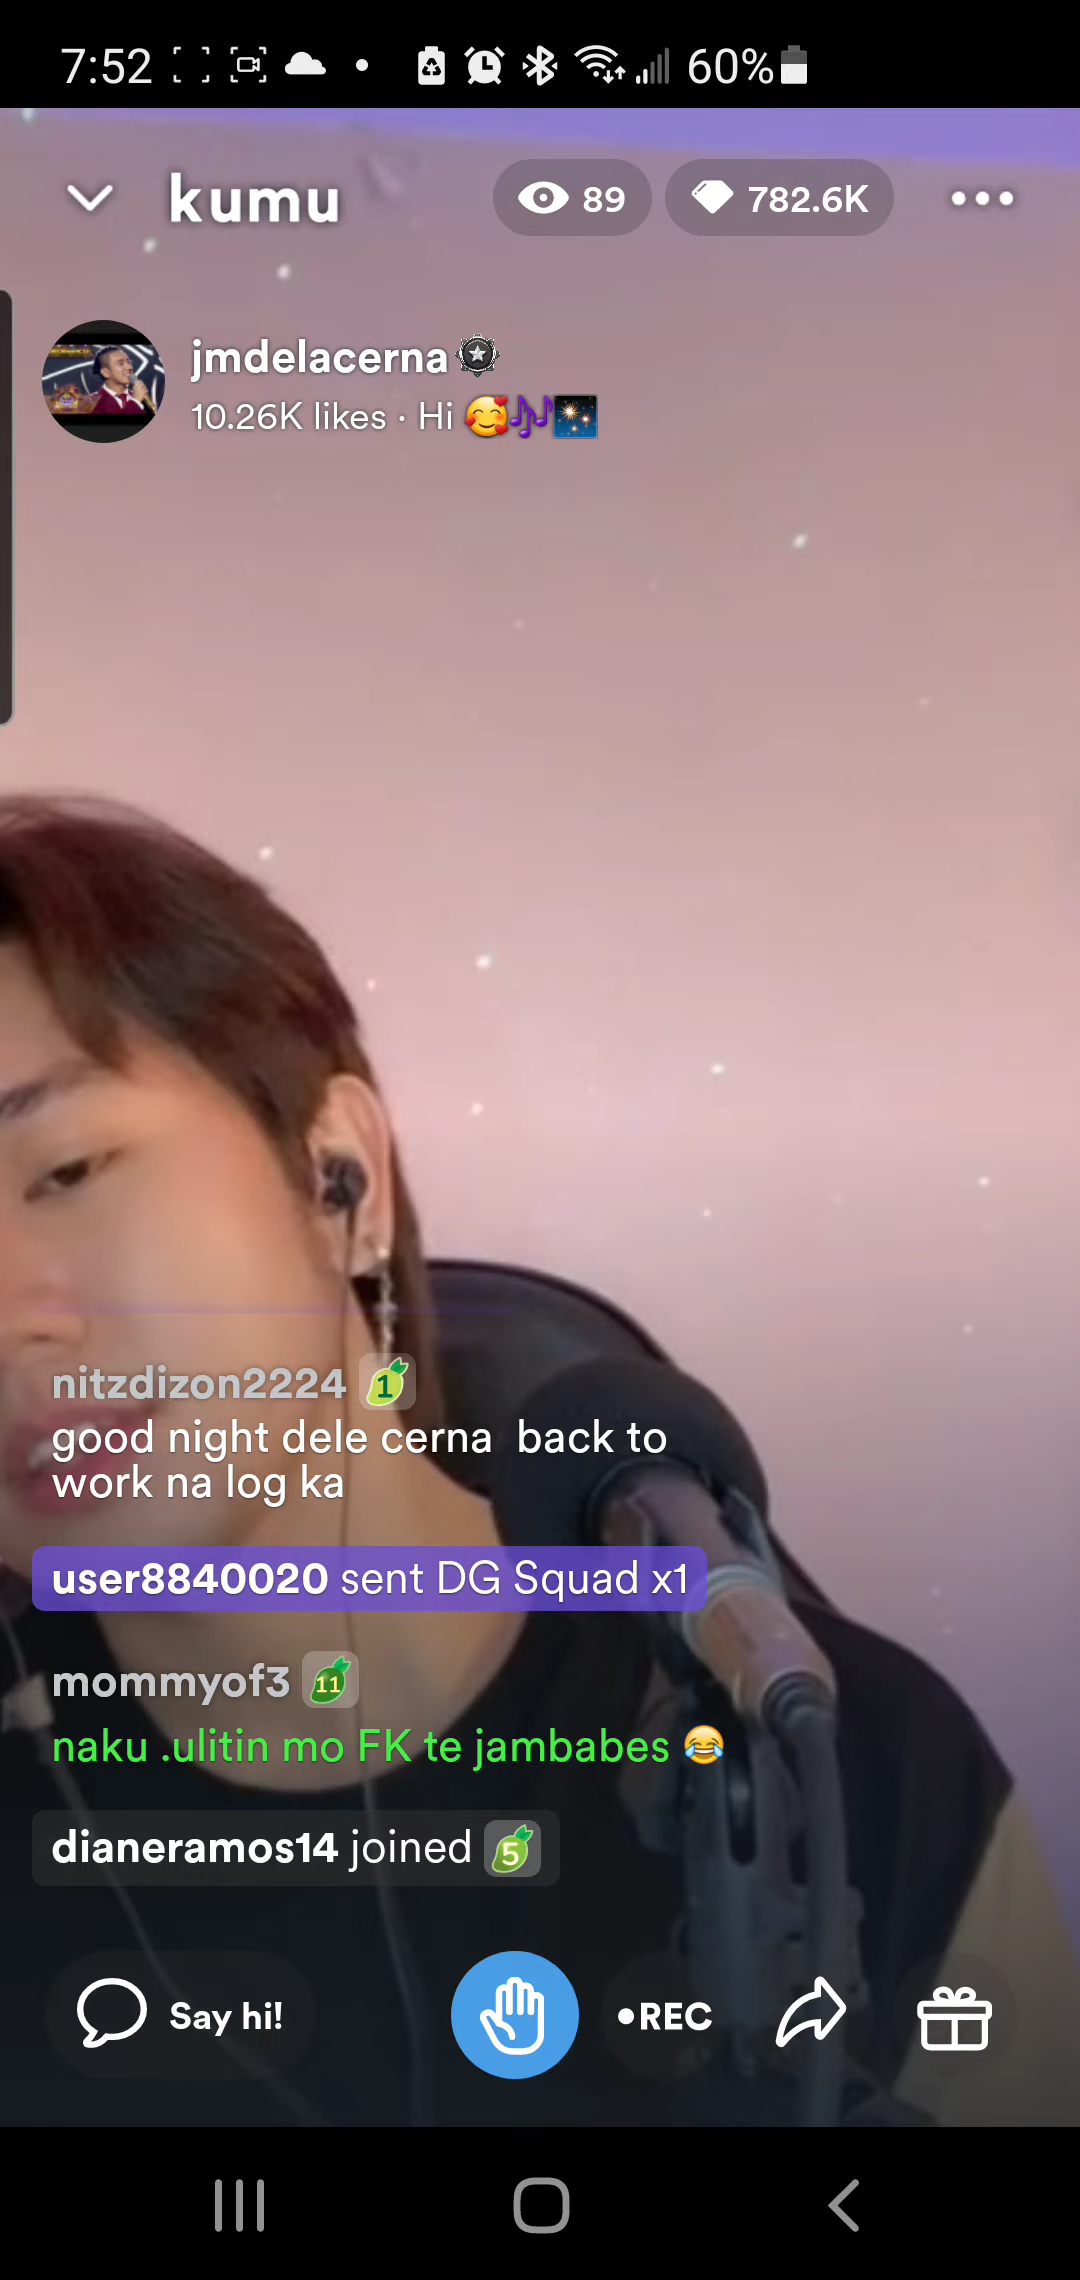 7:52 60%
kumu 89 782.6K
jmdelacerna
10.26K likes · Hi 🥰🎶🎇
nitzdizon2224 1
good night dele cerna  back to
work na log ka
user8840020 sent DG Squad x1
mommyof3 11
naku .ulitin mo FK te jambabes 😂
dianeramos14 joined 5
Say hi! •REC